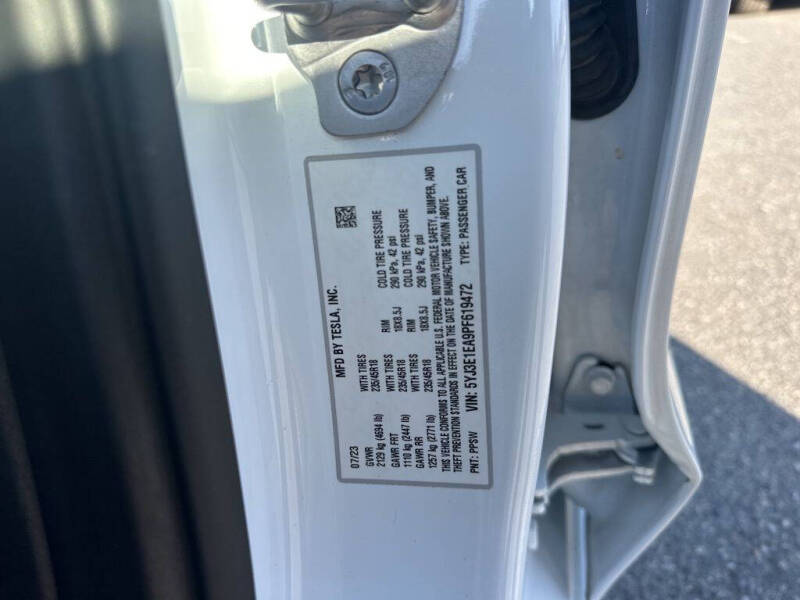 MFD BY TESLA, INC.
07/23
GVWR WITH TIRES RIM COLD TIRE PRESSURE
2129 kg (4694 lb) 235/45R18 18X8.5J 290 kPa, 42 psi
GAWR FRT WITH TIRES RIM COLD TIRE PRESSURE
1110 kg (2447 lb) 235/45R18 18X8.5J 290 kPa, 42 psi
GAWR RR
1257 kg (2771 lb)
THIS VEHICLE CONFORMS TO ALL APPLICABLE U.S. FEDERAL MOTOR VEHICLE SAFETY, BUMPER, AND
THEFT PREVENTION STANDARDS IN EFFECT ON THE DATE OF MANUFACTURE SHOWN ABOVE.
PNT: PPSW VIN: 5YJ3E1EA9PF619472 TYPE: PASSENGER CAR